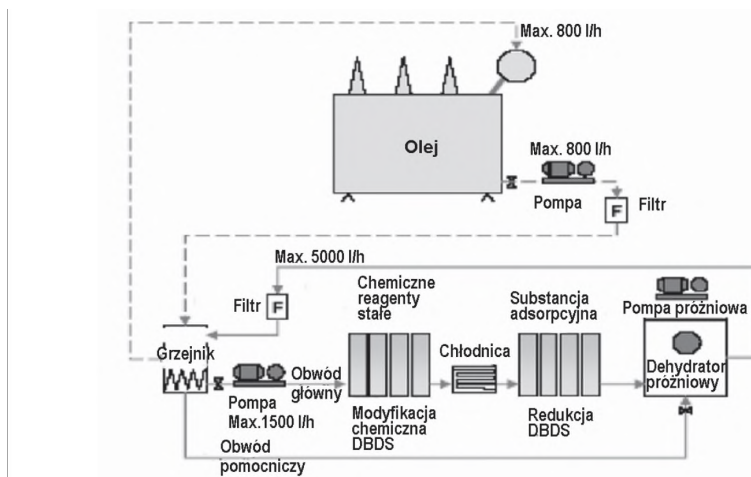 Max. 800 l/h
Olej
Max. 800 l/h
Pompa
F
Filtr
Max. 5000 l/h
Filtr
F
Chemiczne
reagenty
stałe
Substancja
adsorpcyjna
Pompa próżniowa
Grzejnik
Obwód
główny
Chłodnica
Dehydrator
próżniowy
Pompa
Max.1500 l/h
Modyfikacja
chemiczna
DBDS
Redukcja
DBDS
Obwód
pomocniczy